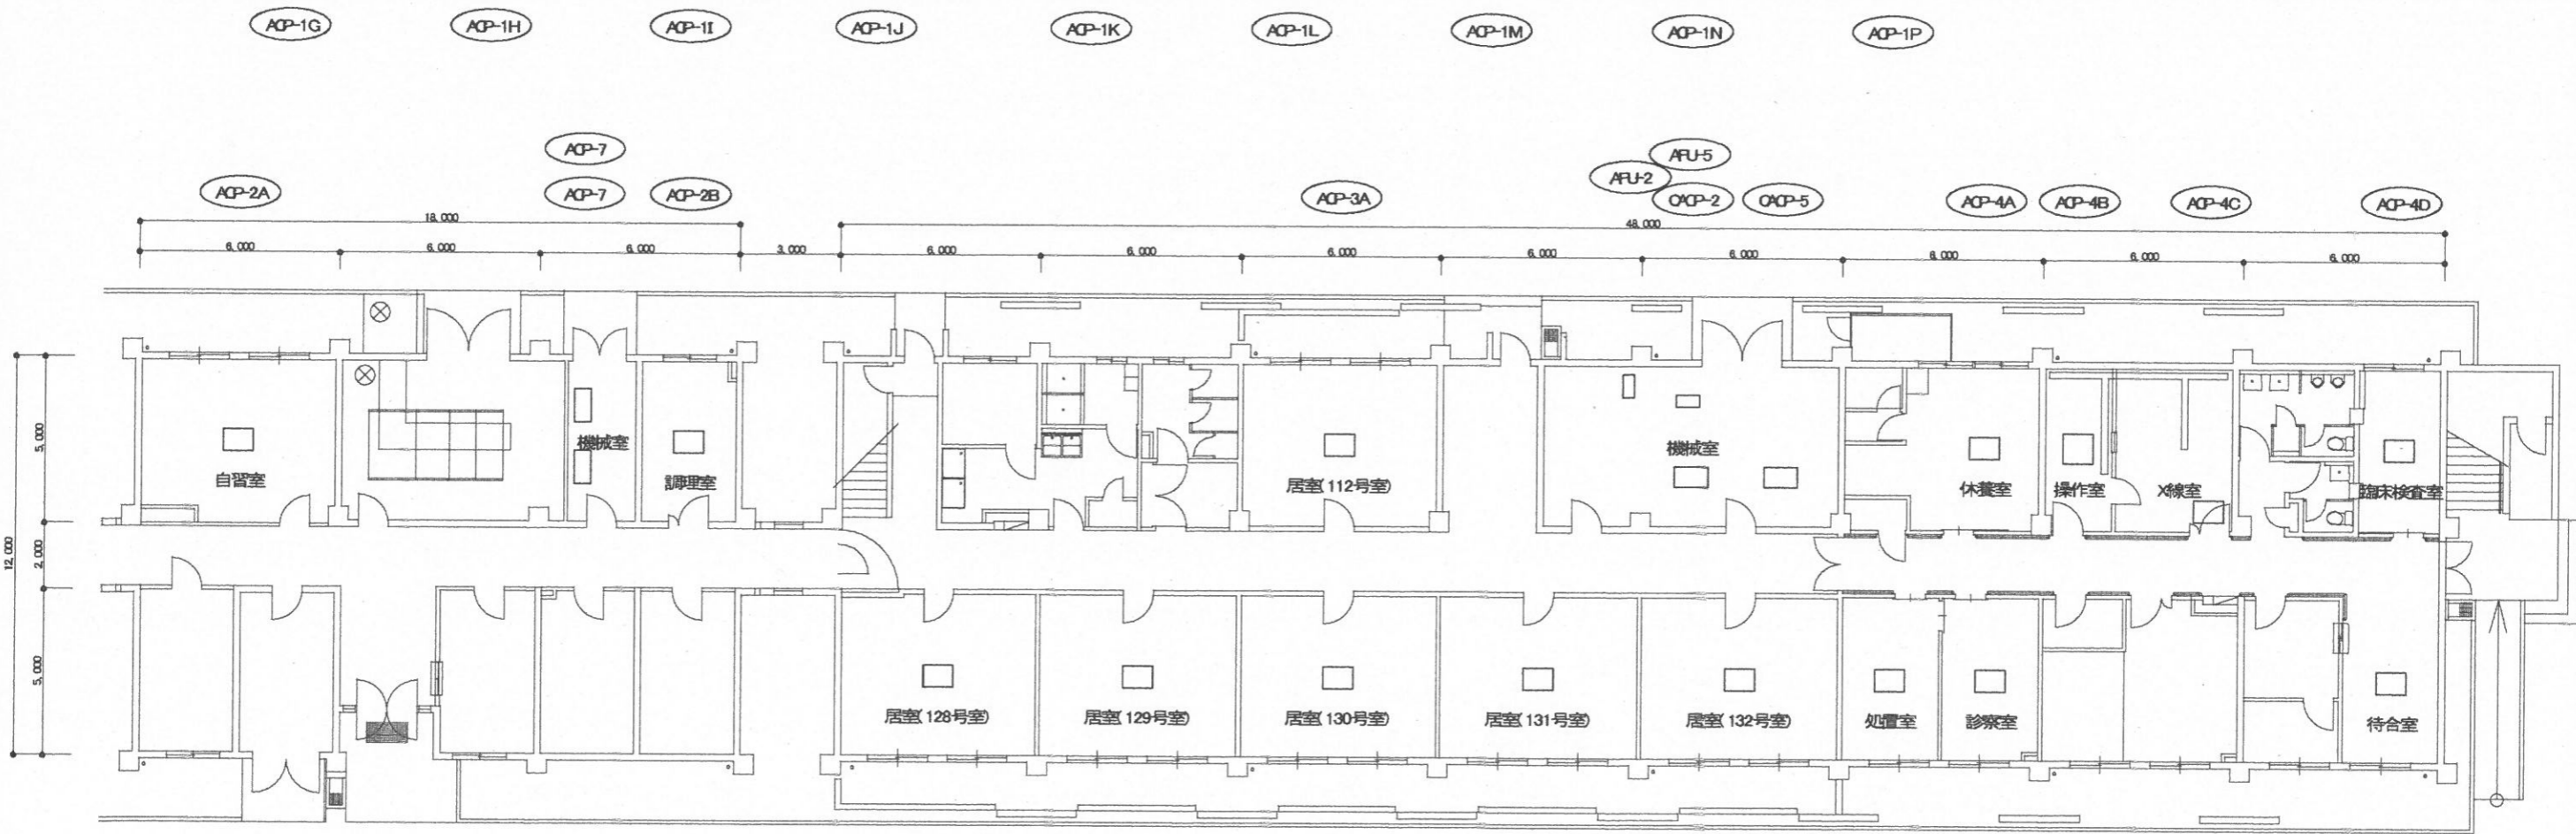 ACP-1G ACP-1H ACP-1I ACP-1J ACP-1K ACP-1L ACP-1M ACP-1N ACP-1P
ACP-7 AFU-5
AFU-2
ACP-2A ACP-7 ACP-2B ACP-3A OACP-2 OACP-5 ACP-4A ACP-4B ACP-4C ACP-4D
18,000 48,000
6,000 6,000 6,000 3,000 6,000 6,000 6,000 6,000 6,000 6,000 6,000 6,000
12,000
5,000
2,000
5,000
自習室
機械室
調理室
居室(112号室)
機械室
休養室
操作室
X線室
臨床検査室
居室(128号室)
居室(129号室)
居室(130号室)
居室(131号室)
居室(132号室)
処置室
診察室
待合室